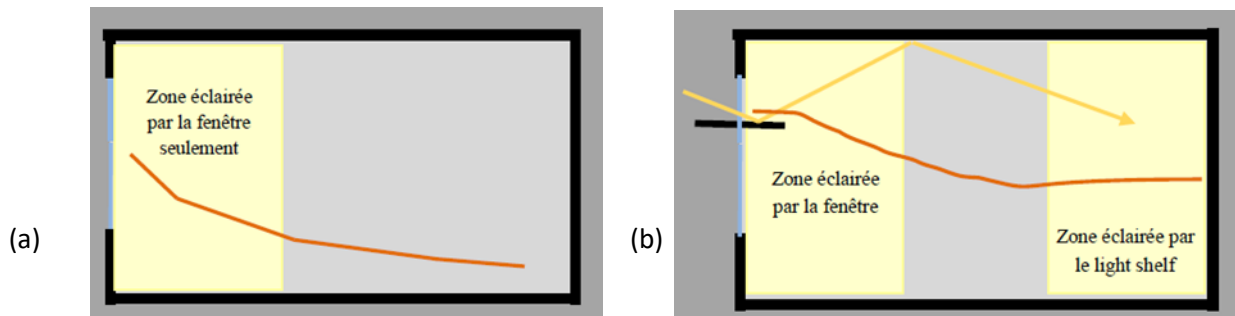 (a)
Zone éclairée
par la fenêtre
seulement
(b)
Zone éclairée
par la fenêtre
Zone éclairée par
le light shelf